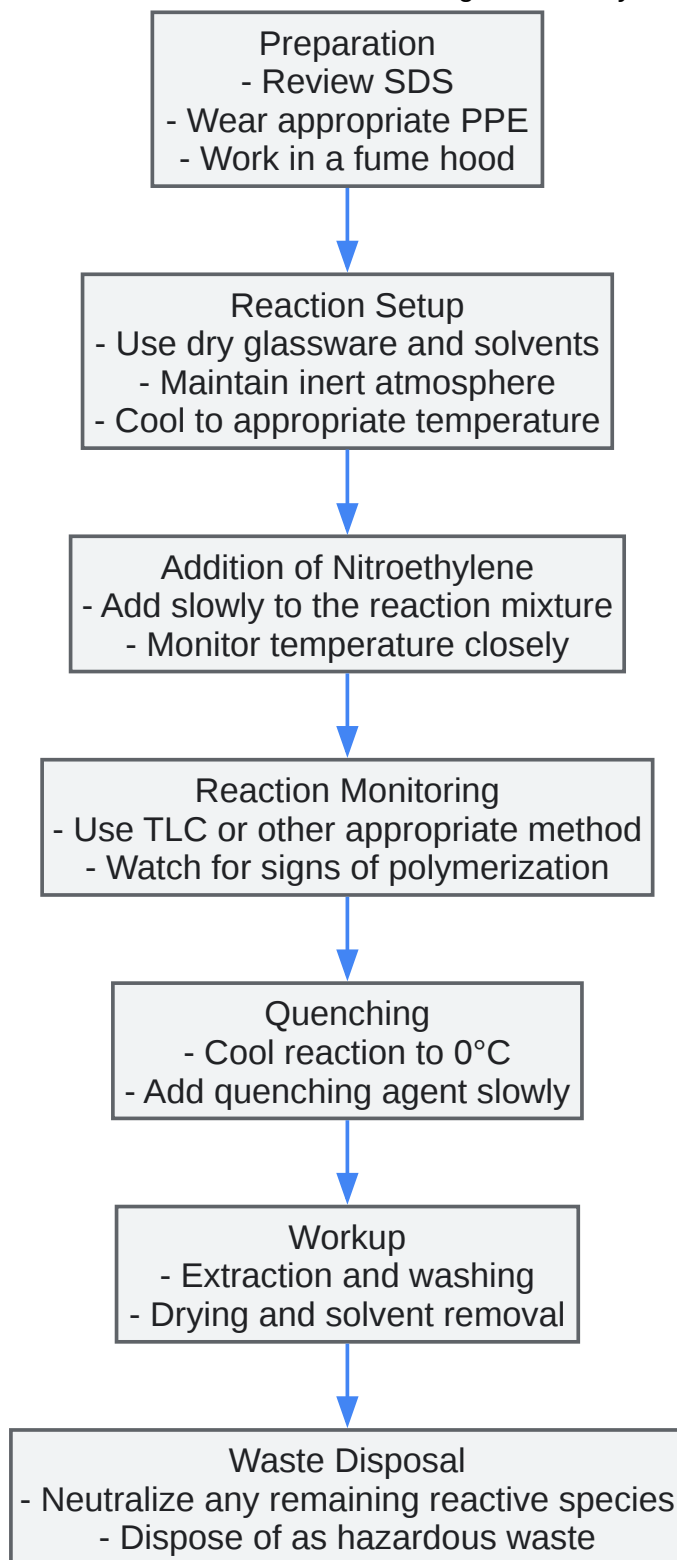 Preparation
- Review SDS
- Wear appropriate PPE
- Work in a fume hood
Reaction Setup
- Use dry glassware and solvents
- Maintain inert atmosphere
- Cool to appropriate temperature
Addition of Nitroethylene
- Add slowly to the reaction mixture
- Monitor temperature closely
Reaction Monitoring
- Use TLC or other appropriate method
- Watch for signs of polymerization
Quenching
- Cool reaction to 0°C
- Add quenching agent slowly
Workup
- Extraction and washing
- Drying and solvent removal
Waste Disposal
- Neutralize any remaining reactive species
- Dispose of as hazardous waste